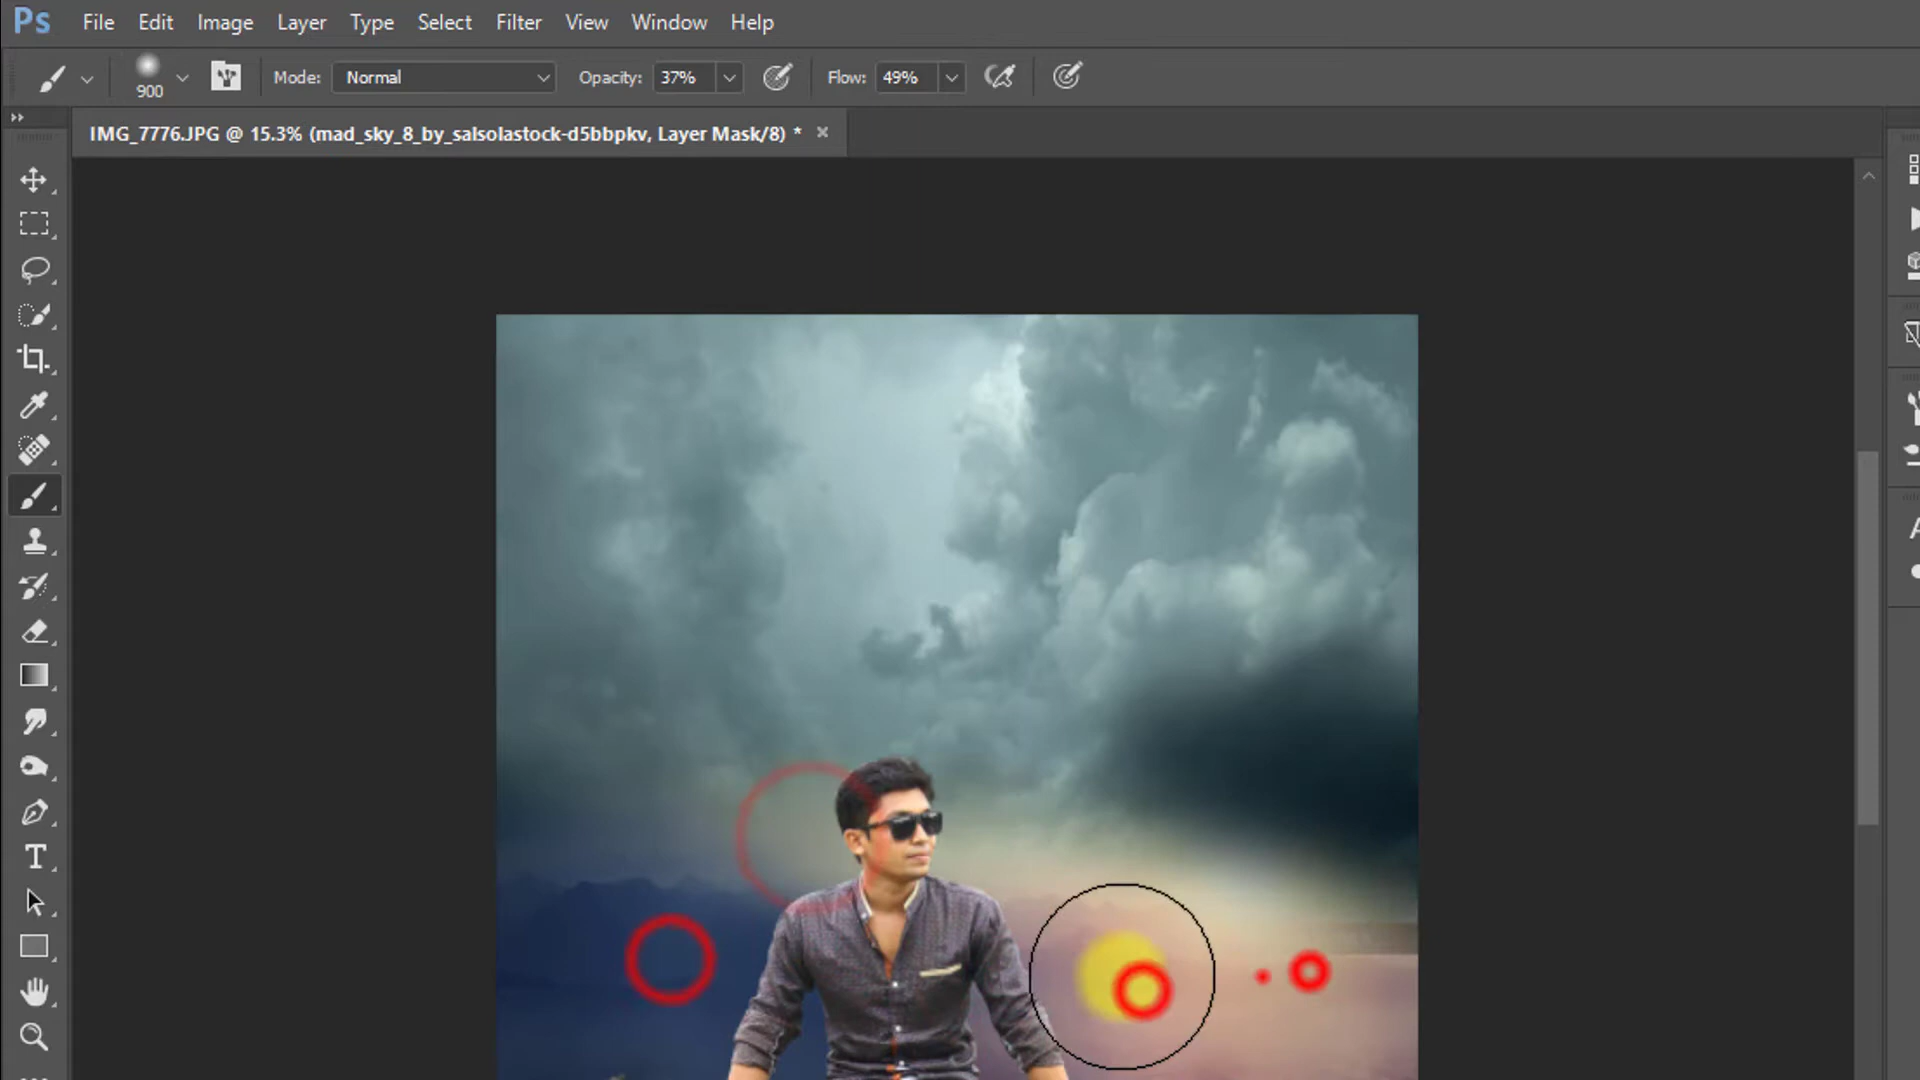 Ps File Edit Image Layer Type Select Filter View Window Help
900 Mode: Normal Opacity: 37% Flow: 49%
IMG_7776.JPG @ 15.3% (mad_sky_8_by_salsolastock-d5bbpkv, Layer Mask/8) *